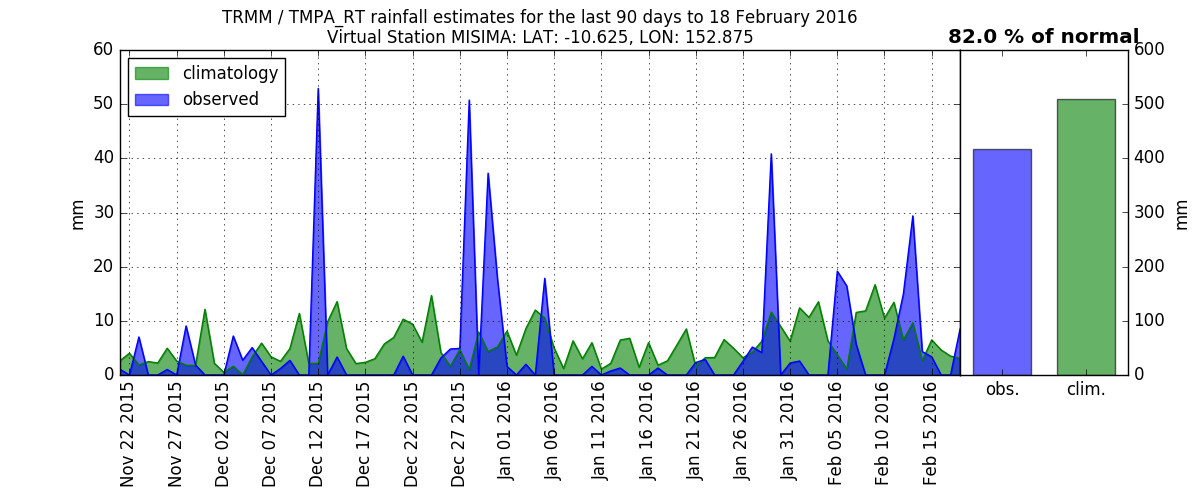 TRMM / TMPA_RT rainfall estimates for the last 90 days to 18 February 2016
Virtual Station MISIMA: LAT: -10.625, LON: 152.875
82.0 % of normal
climatology
observed
60
50
40
30
20
10
0
mm
600
500
400
300
200
100
0
mm
Nov 22 2015
Nov 27 2015
Dec 02 2015
Dec 07 2015
Dec 12 2015
Dec 17 2015
Dec 22 2015
Dec 27 2015
Jan 01 2016
Jan 06 2016
Jan 11 2016
Jan 16 2016
Jan 21 2016
Jan 26 2016
Jan 31 2016
Feb 05 2016
Feb 10 2016
Feb 15 2016
obs.
clim.